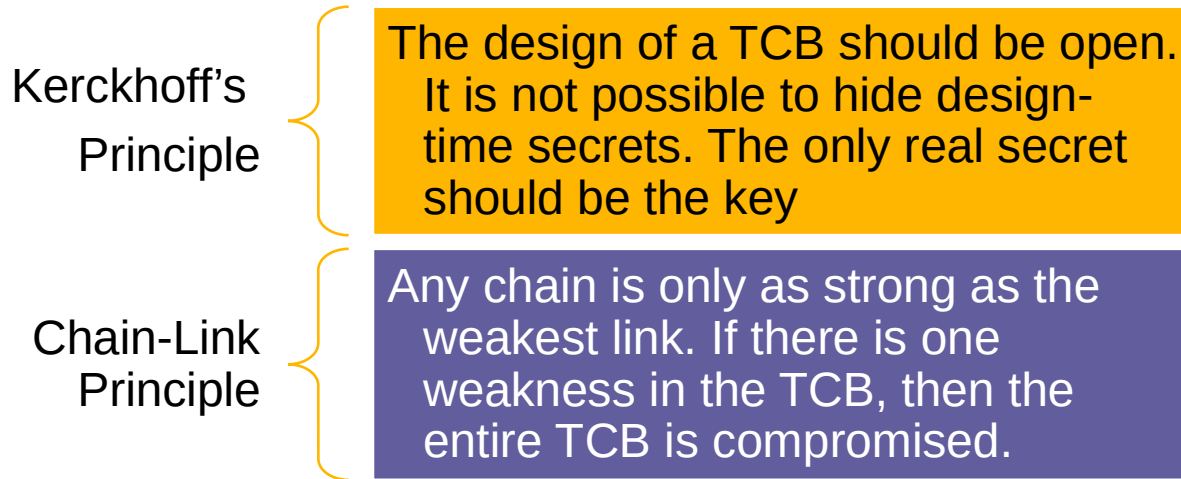 Kerckhoff’s
Principle
The design of a TCB should be open.
It is not possible to hide design-
time secrets. The only real secret
should be the key
Chain-Link
Principle
Any chain is only as strong as the
weakest link. If there is one
weakness in the TCB, then the
entire TCB is compromised.